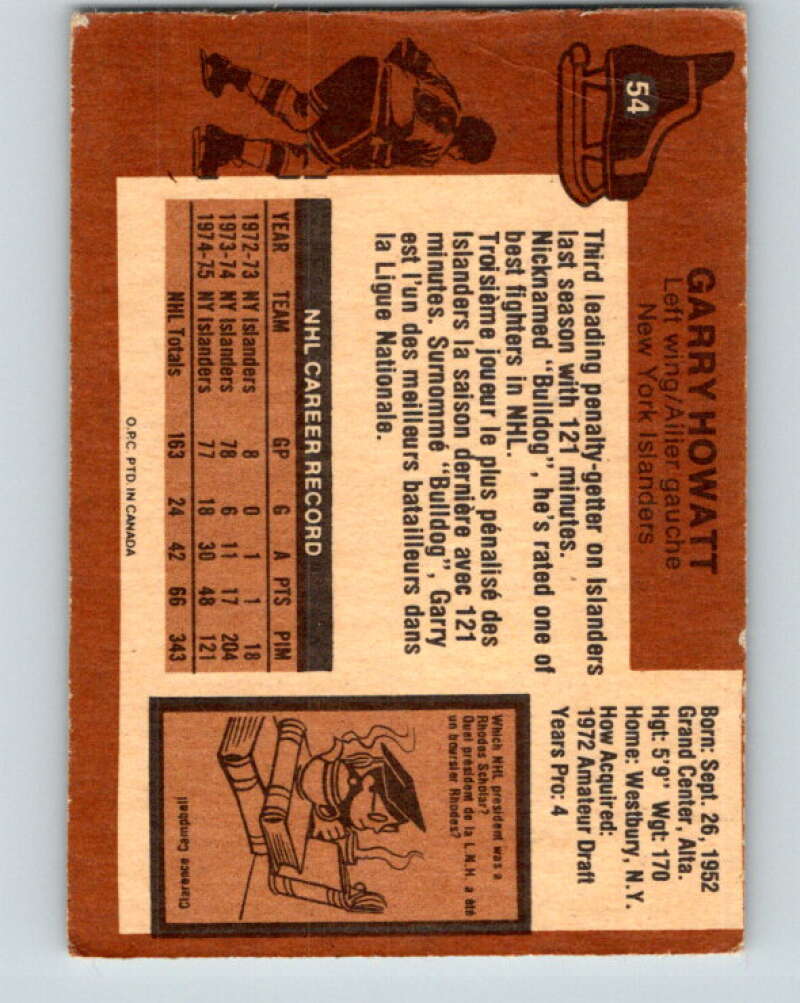 54
GARRY HOWATT
Left wing/Ailier gauche
New York Islanders
Born: Sept. 26, 1952
Grand Center, Alta.
Hgt: 5'9" Wgt: 170
Home: Westbury, N.Y.
How Acquired:
1972 Amateur Draft
Years Pro: 4
Third leading penalty-getter on Islanders
last season with 121 minutes.
Nicknamed "Bulldog", he's rated one of
best fighters in NHL.
Troisième joueur le plus pénalisé des
Islanders la saison dernière avec 121
minutes. Surnommé "Bulldog", Garry
est l'un des meilleurs batailleurs dans
la Ligue Nationale.
NHL CAREER RECORD
YEAR TEAM GP G A PTS PIM
1972-73 NY Islanders 8 0 1 1 18
1973-74 NY Islanders 78 6 11 17 204
1974-75 NY Islanders 77 18 30 48 121
NHL Totals 163 24 42 66 343
Which NHL president was a
Rhodes Scholar?
Quel président de la L.N.H. a été
un boursier Rhodes?
Clarence Campbell
O.P.C. PTD. IN CANADA